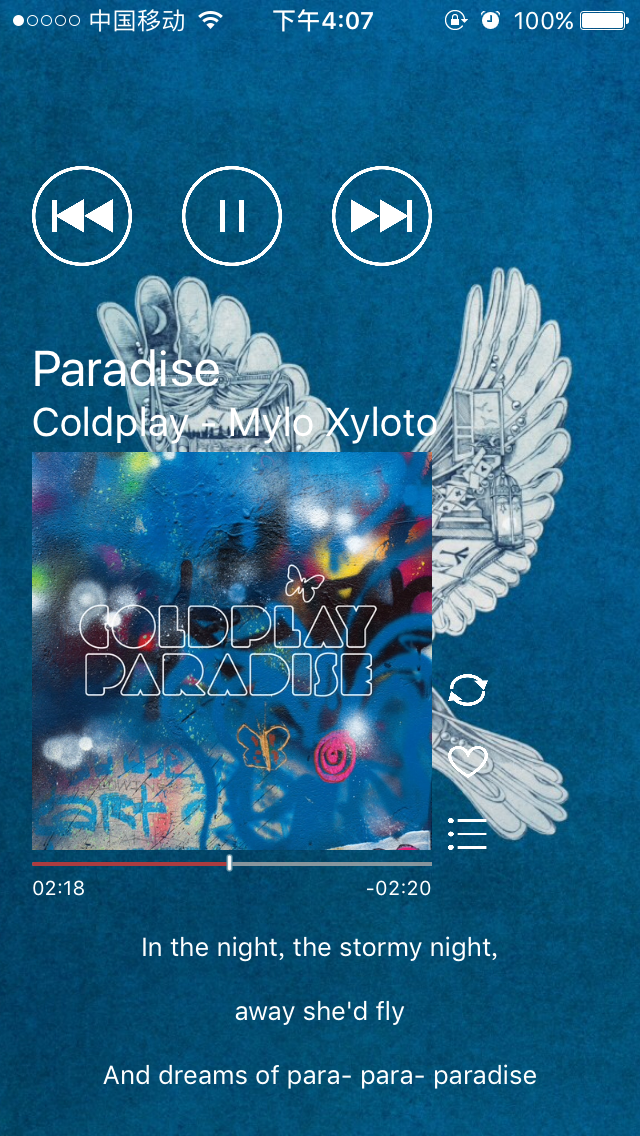 中国移动 下午4:07 100%
Paradise
Coldplay - Mylo Xyloto
COLDPLAY
PARADISE
02:18 -02:20
In the night, the stormy night,
away she'd fly
And dreams of para- para- paradise